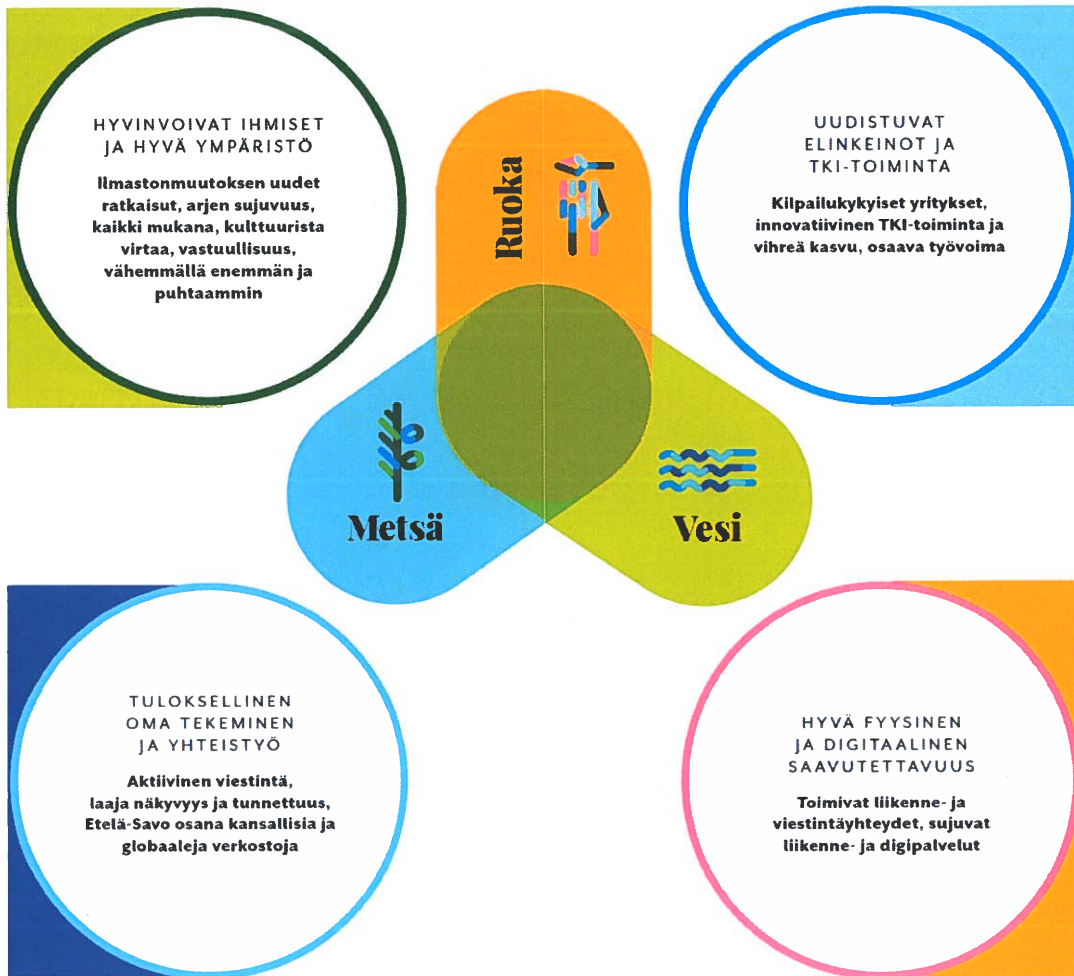 HYVINVOIVAT IHMISET
JA HYVÄ YMPÄRISTÖ
Ilmastonmuutoksen uudet
ratkaisut, arjen sujuvuus,
kaikki mukana, kulttuurista
virtaa, vastuullisuus,
vähemmällä enemmän ja
puhtaammin
Ruoka
UUDISTUVAT
ELINKEINOT JA
TKI-TOIMINTA
Kilpailukykyiset yritykset,
innovatiivinen TKI-toiminta ja
vihreä kasvu, osaava työvoima
Metsä
Vesi
TULOKSELLINEN
OMA TEKEMINEN
JA YHTEISTYÖ
Aktiivinen viestintä,
laaja näkyvyys ja tunnettuus,
Etelä-Savo osana kansallisia ja
globaaleja verkostoja
HYVÄ FYYSINEN
JA DIGITAALINEN
SAAVUTETTAVUUS
Toimivat liikenne- ja
viestintäyhteydet, sujuvat
liikenne- ja digipalvelut